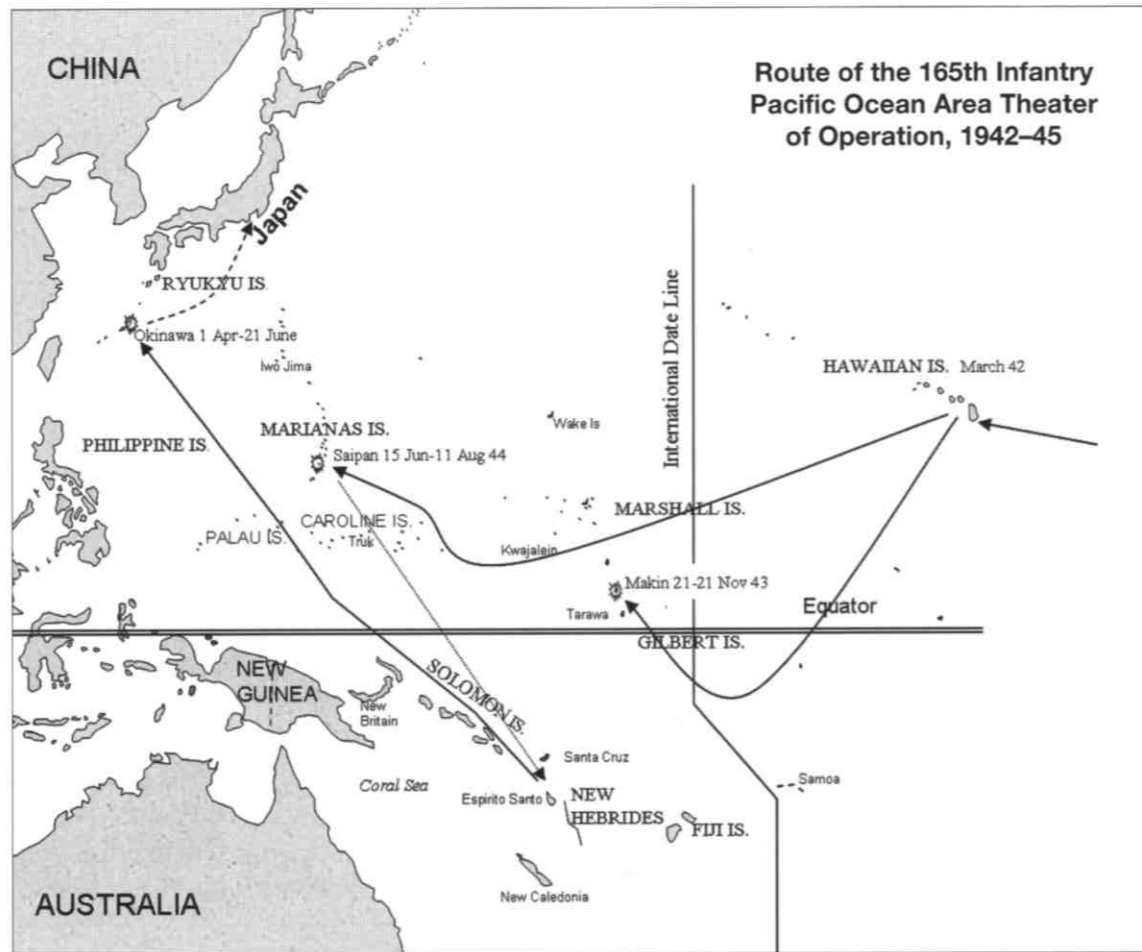 CHINA
Route of the 165th Infantry
Pacific Ocean Area Theater
of Operation, 1942–45
Japan
RYUKYU IS.
Okinawa 1 Apr-21 June
Iwo Jima
International Date Line
HAWAIIAN IS. March 42
PHILIPPINE IS.
MARIANAS IS.
Wake Is
Saipan 15 Jun-11 Aug 44
MARSHALL IS.
CAROLINE IS.
PALAU IS.
Truk
Kwajalein
Makin 21-21 Nov 43
Tarawa
Equator
GILBERT IS.
NEW
GUINEA
New
Britain
SOLOMON IS.
Santa Cruz
Coral Sea
Espirito Santo
NEW
HEBRIDES
Samoa
FIJI IS.
New Caledonia
AUSTRALIA